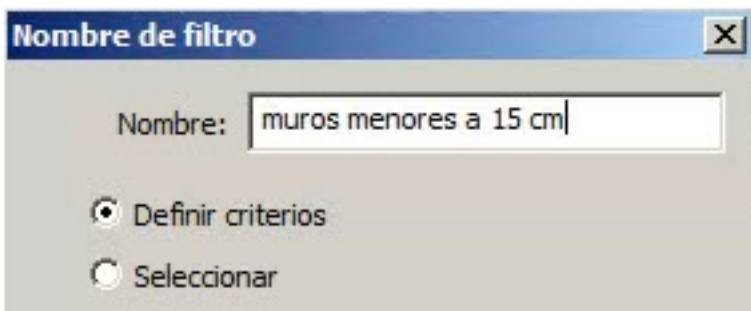 Nombre de filtro
Nombre: muros menores a 15 cm
Definir criterios
Seleccionar